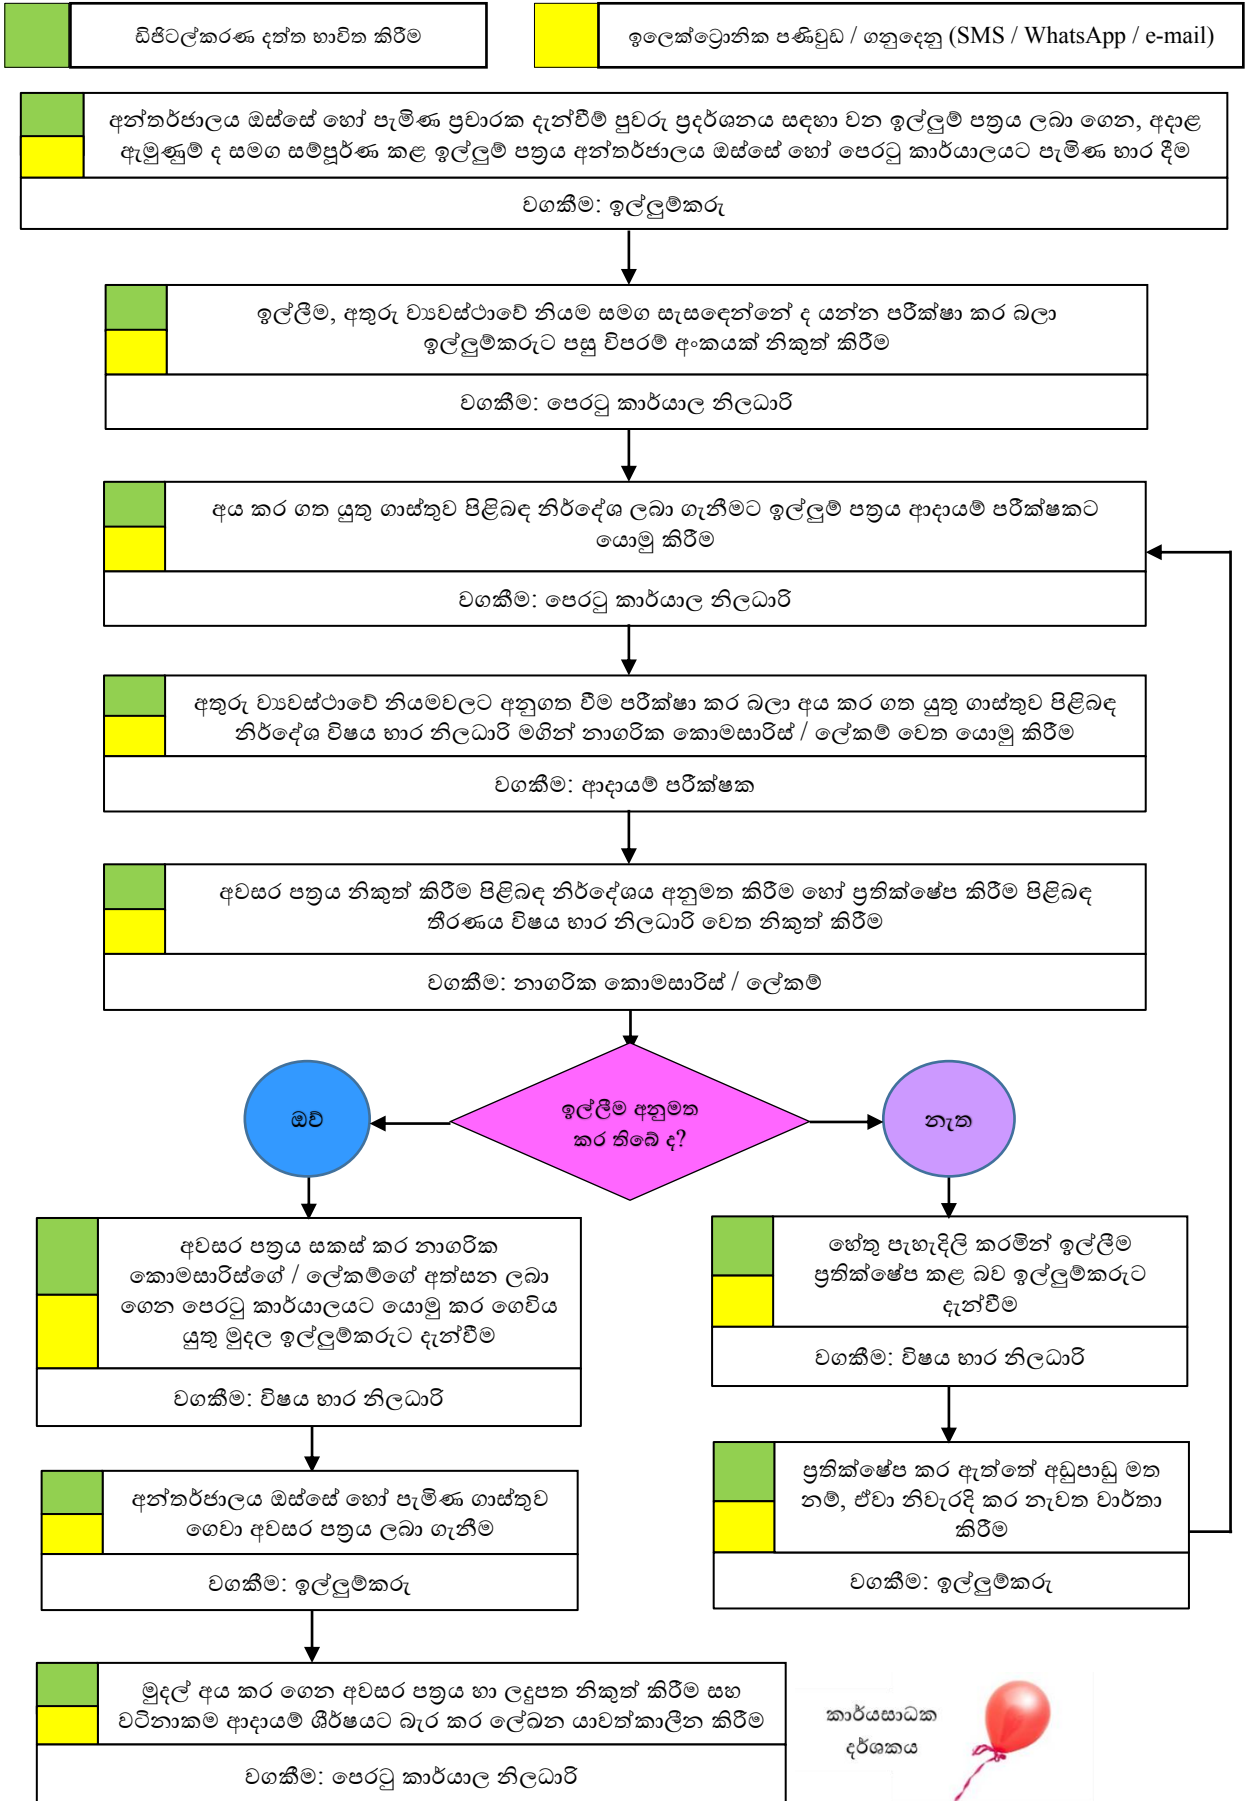 ඩිජිටල්කරණ දත්ත භාවිත කිරීම
ඉලෙක්ට්‍රොනික පණිවුඩ / ගනුදෙනු (SMS / WhatsApp / e-mail)
අන්තර්ජාලය ඔස්සේ හෝ පැමිණ ප්‍රචාරක දැන්වීම් පුවරු ප්‍රදර්ශනය සඳහා වන ඉල්ලුම් පත්‍රය ලබා ගෙන, අදාළ
ඇමුණුම් ද සමග සම්පූර්ණ කළ ඉල්ලුම් පත්‍රය අන්තර්ජාලය ඔස්සේ හෝ පෙරටු කාර්යාලයට පැමිණ භාර දීම
වගකීම: ඉල්ලුම්කරු
ඉල්ලීම, අතුරු ව්‍යවස්ථාවේ නියම සමග සැසඳෙන්නේ ද යන්න පරීක්ෂා කර බලා
ඉල්ලුම්කරුට පසු විපරම් අංකයක් නිකුත් කිරීම
වගකීම: පෙරටු කාර්යාල නිලධාරි
අය කර ගත යුතු ගාස්තුව පිළිබඳ නිර්දේශ ලබා ගැනීමට ඉල්ලුම් පත්‍රය ආදායම් පරීක්ෂකට
යොමු කිරීම
වගකීම: පෙරටු කාර්යාල නිලධාරි
අතුරු ව්‍යවස්ථාවේ නියමවලට අනුගත වීම පරීක්ෂා කර බලා අය කර ගත යුතු ගාස්තුව පිළිබඳ
නිර්දේශ විෂය භාර නිලධාරි මගින් නාගරික කොමසාරිස් / ලේකම් වෙත යොමු කිරීම
වගකීම: ආදායම් පරීක්ෂක
අවසර පත්‍රය නිකුත් කිරීම පිළිබඳ නිර්දේශය අනුමත කිරීම හෝ ප්‍රතික්ෂේප කිරීම පිළිබඳ
තීරණය විෂය භාර නිලධාරි වෙත නිකුත් කිරීම
වගකීම: නාගරික කොමසාරිස් / ලේකම්
ඉල්ලීම අනුමත
කර තිබේ ද?
ඔව්
නැත
අවසර පත්‍රය සකස් කර නාගරික
කොමසාරිස්ගේ / ලේකම්ගේ අත්සන ලබා
ගෙන පෙරටු කාර්යාලයට යොමු කර ගෙවිය
යුතු මුදල ඉල්ලුම්කරුට දැන්වීම
වගකීම: විෂය භාර නිලධාරි
හේතු පැහැදිලි කරමින් ඉල්ලීම
ප්‍රතික්ෂේප කළ බව ඉල්ලුම්කරුට
දැන්වීම
වගකීම: විෂය භාර නිලධාරි
අන්තර්ජාලය ඔස්සේ හෝ පැමිණ ගාස්තුව
ගෙවා අවසර පත්‍රය ලබා ගැනීම
වගකීම: ඉල්ලුම්කරු
ප්‍රතික්ෂේප කර ඇත්තේ අඩුපාඩු මත
නම්, ඒවා නිවැරදි කර නැවත වාර්තා
කිරීම
වගකීම: ඉල්ලුම්කරු
මුදල් අය කර ගෙන අවසර පත්‍රය හා ලදුපත නිකුත් කිරීම සහ
වටිනාකම ආදායම් ශීර්ෂයට බැර කර ලේඛන යාවත්කාලීන කිරීම
වගකීම: පෙරටු කාර්යාල නිලධාරි
කාර්යසාධක
දර්ශකය